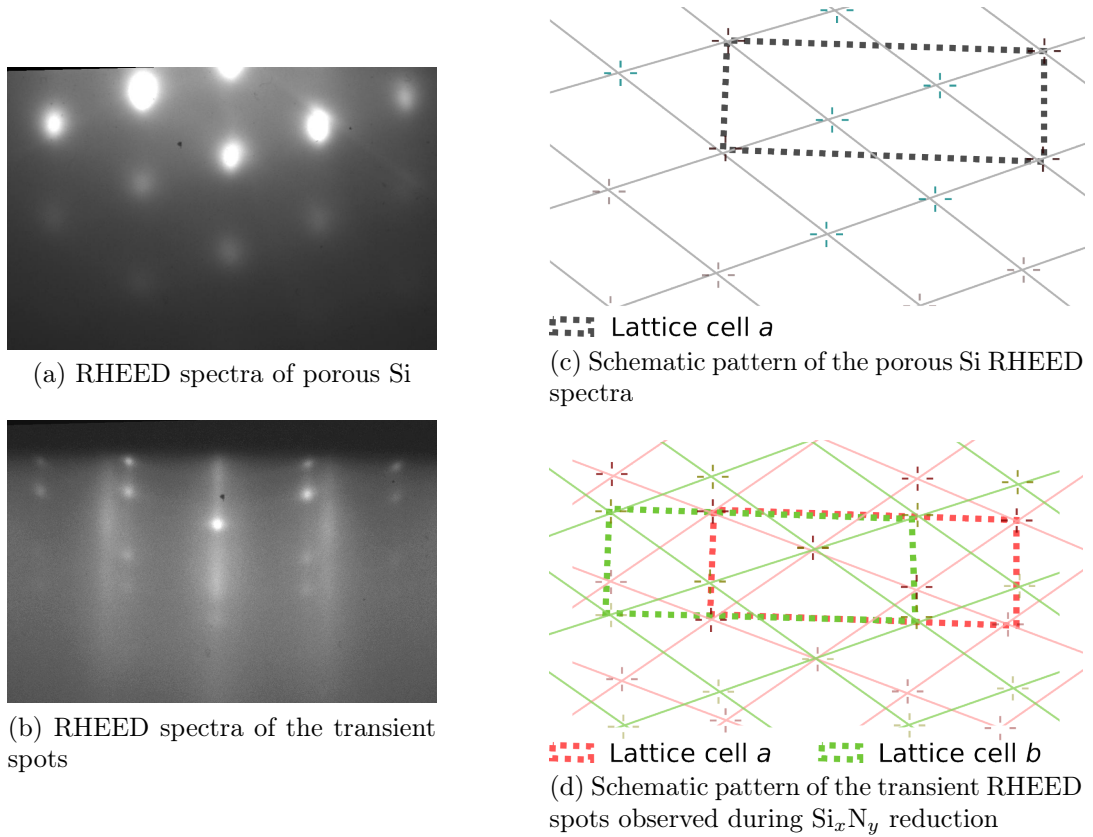 (a) RHEED spectra of porous Si
(b) RHEED spectra of the transient
spots
Lattice cell a
(c) Schematic pattern of the porous Si RHEED
spectra
Lattice cell a Lattice cell b
(d) Schematic pattern of the transient RHEED
spots observed during SiₓNᵧ reduction